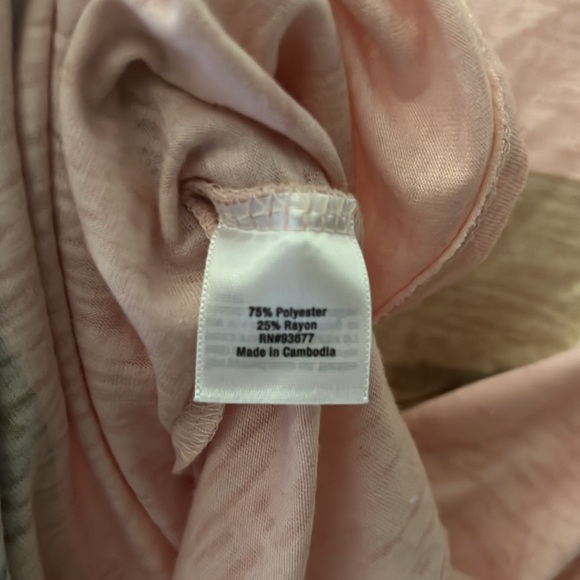 75% Polyester
25% Rayon
RN#93677
Made in Cambodia